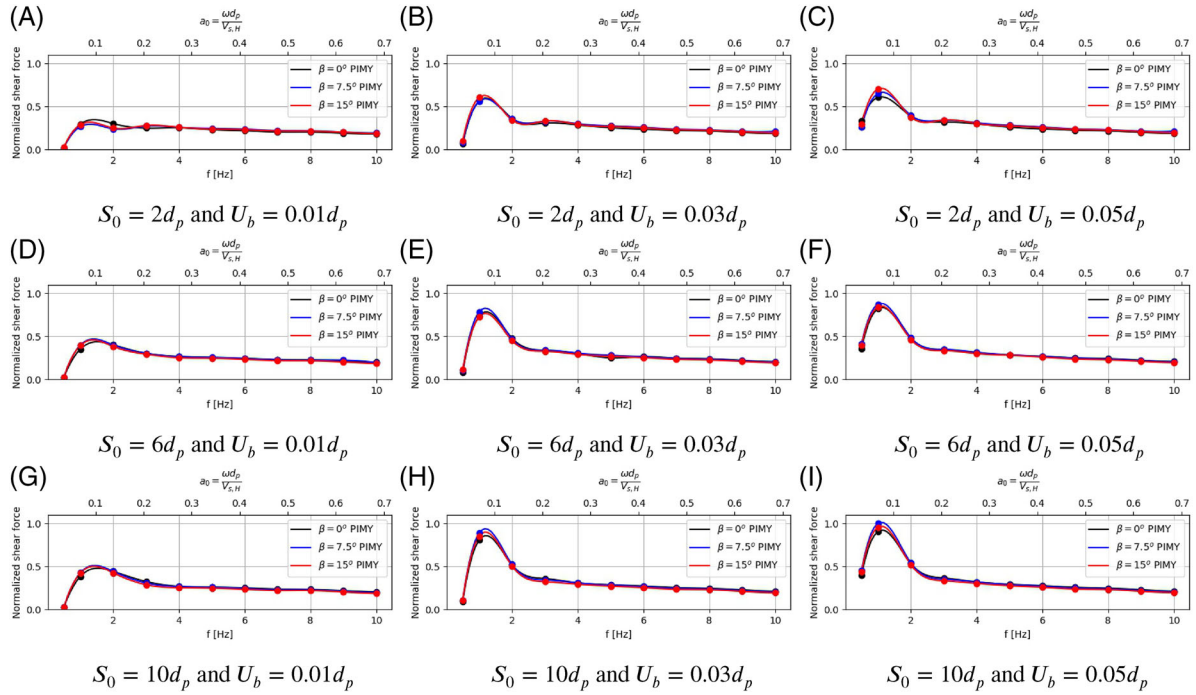 (A)
a₀ = ωd_p / V_{s,H}
0.1 0.2 0.3 0.4 0.5 0.6 0.7
Normalized shear force
1.0
0.5
0.0
β = 0° PIMY
β = 7.5° PIMY
β = 15° PIMY
2 4 6 8 10
f [Hz]
S₀ = 2d_p and U_b = 0.01d_p
(B)
a₀ = ωd_p / V_{s,H}
0.1 0.2 0.3 0.4 0.5 0.6 0.7
Normalized shear force
1.0
0.5
0.0
β = 0° PIMY
β = 7.5° PIMY
β = 15° PIMY
2 4 6 8 10
f [Hz]
S₀ = 2d_p and U_b = 0.03d_p
(C)
a₀ = ωd_p / V_{s,H}
0.1 0.2 0.3 0.4 0.5 0.6 0.7
Normalized shear force
1.0
0.5
0.0
β = 0° PIMY
β = 7.5° PIMY
β = 15° PIMY
2 4 6 8 10
f [Hz]
S₀ = 2d_p and U_b = 0.05d_p
(D)
a₀ = ωd_p / V_{s,H}
0.1 0.2 0.3 0.4 0.5 0.6 0.7
Normalized shear force
1.0
0.5
0.0
β = 0° PIMY
β = 7.5° PIMY
β = 15° PIMY
2 4 6 8 10
f [Hz]
S₀ = 6d_p and U_b = 0.01d_p
(E)
a₀ = ωd_p / V_{s,H}
0.1 0.2 0.3 0.4 0.5 0.6 0.7
Normalized shear force
1.0
0.5
0.0
β = 0° PIMY
β = 7.5° PIMY
β = 15° PIMY
2 4 6 8 10
f [Hz]
S₀ = 6d_p and U_b = 0.03d_p
(F)
a₀ = ωd_p / V_{s,H}
0.1 0.2 0.3 0.4 0.5 0.6 0.7
Normalized shear force
1.0
0.5
0.0
β = 0° PIMY
β = 7.5° PIMY
β = 15° PIMY
2 4 6 8 10
f [Hz]
S₀ = 6d_p and U_b = 0.05d_p
(G)
a₀ = ωd_p / V_{s,H}
0.1 0.2 0.3 0.4 0.5 0.6 0.7
Normalized shear force
1.0
0.5
0.0
β = 0° PIMY
β = 7.5° PIMY
β = 15° PIMY
2 4 6 8 10
f [Hz]
S₀ = 10d_p and U_b = 0.01d_p
(H)
a₀ = ωd_p / V_{s,H}
0.1 0.2 0.3 0.4 0.5 0.6 0.7
Normalized shear force
1.0
0.5
0.0
β = 0° PIMY
β = 7.5° PIMY
β = 15° PIMY
2 4 6 8 10
f [Hz]
S₀ = 10d_p and U_b = 0.03d_p
(I)
a₀ = ωd_p / V_{s,H}
0.1 0.2 0.3 0.4 0.5 0.6 0.7
Normalized shear force
1.0
0.5
0.0
β = 0° PIMY
β = 7.5° PIMY
β = 15° PIMY
2 4 6 8 10
f [Hz]
S₀ = 10d_p and U_b = 0.05d_p